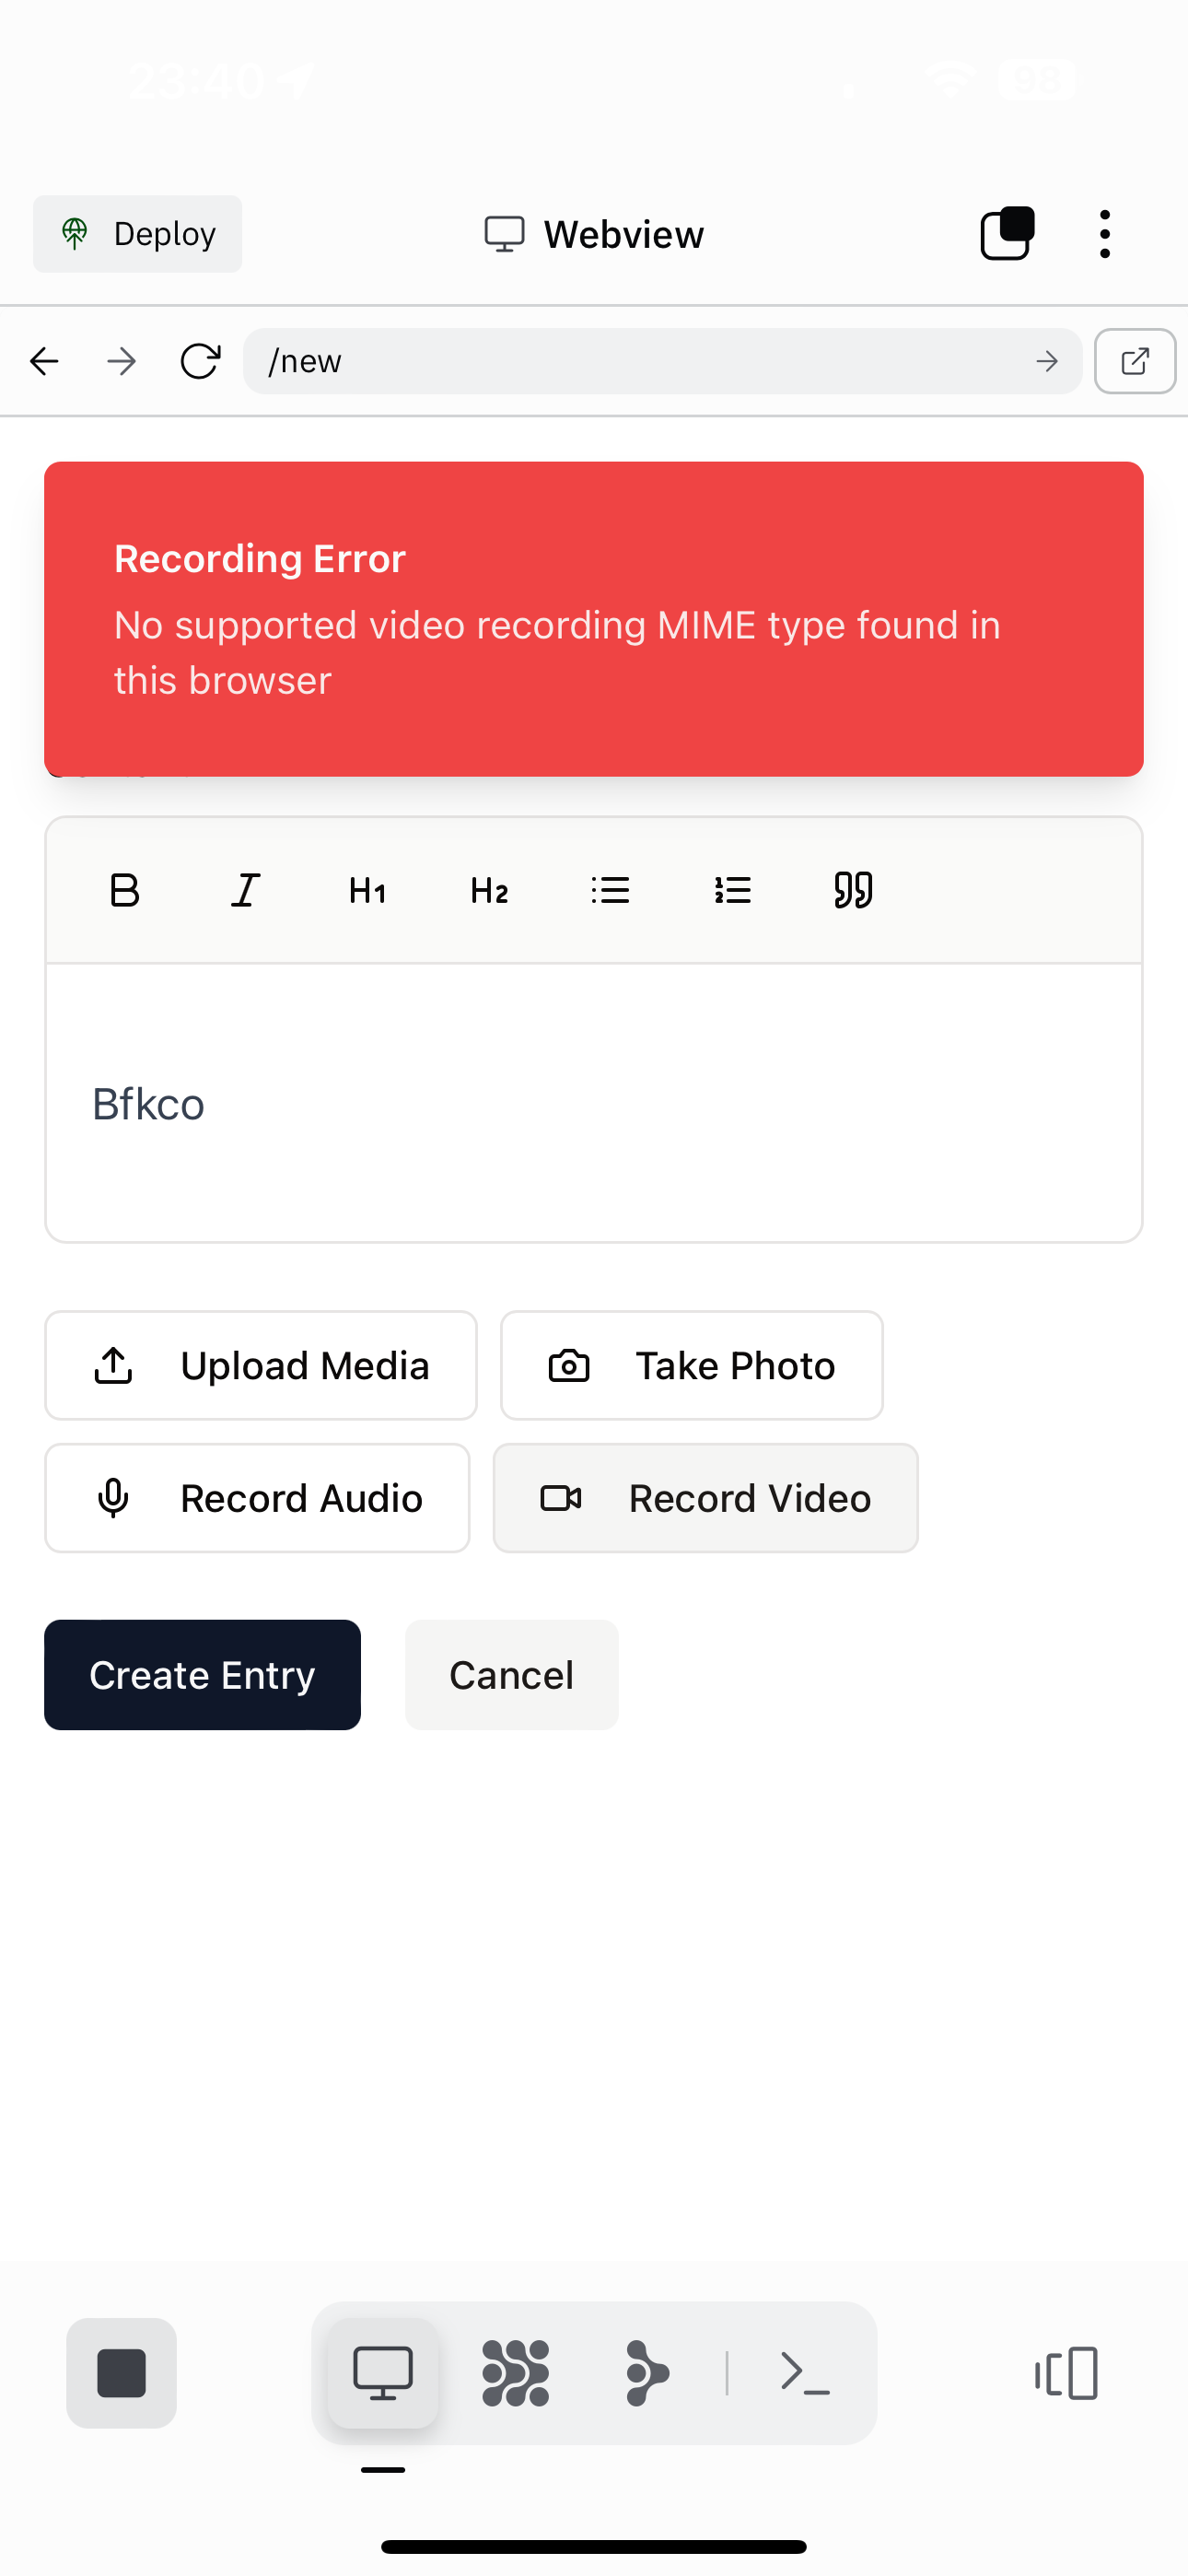 23:40
98
Deploy
Webview
/new
Recording Error
No supported video recording MIME type found in
this browser
B I H1 H2
Bfkco
Upload Media
Take Photo
Record Audio
Record Video
Create Entry
Cancel